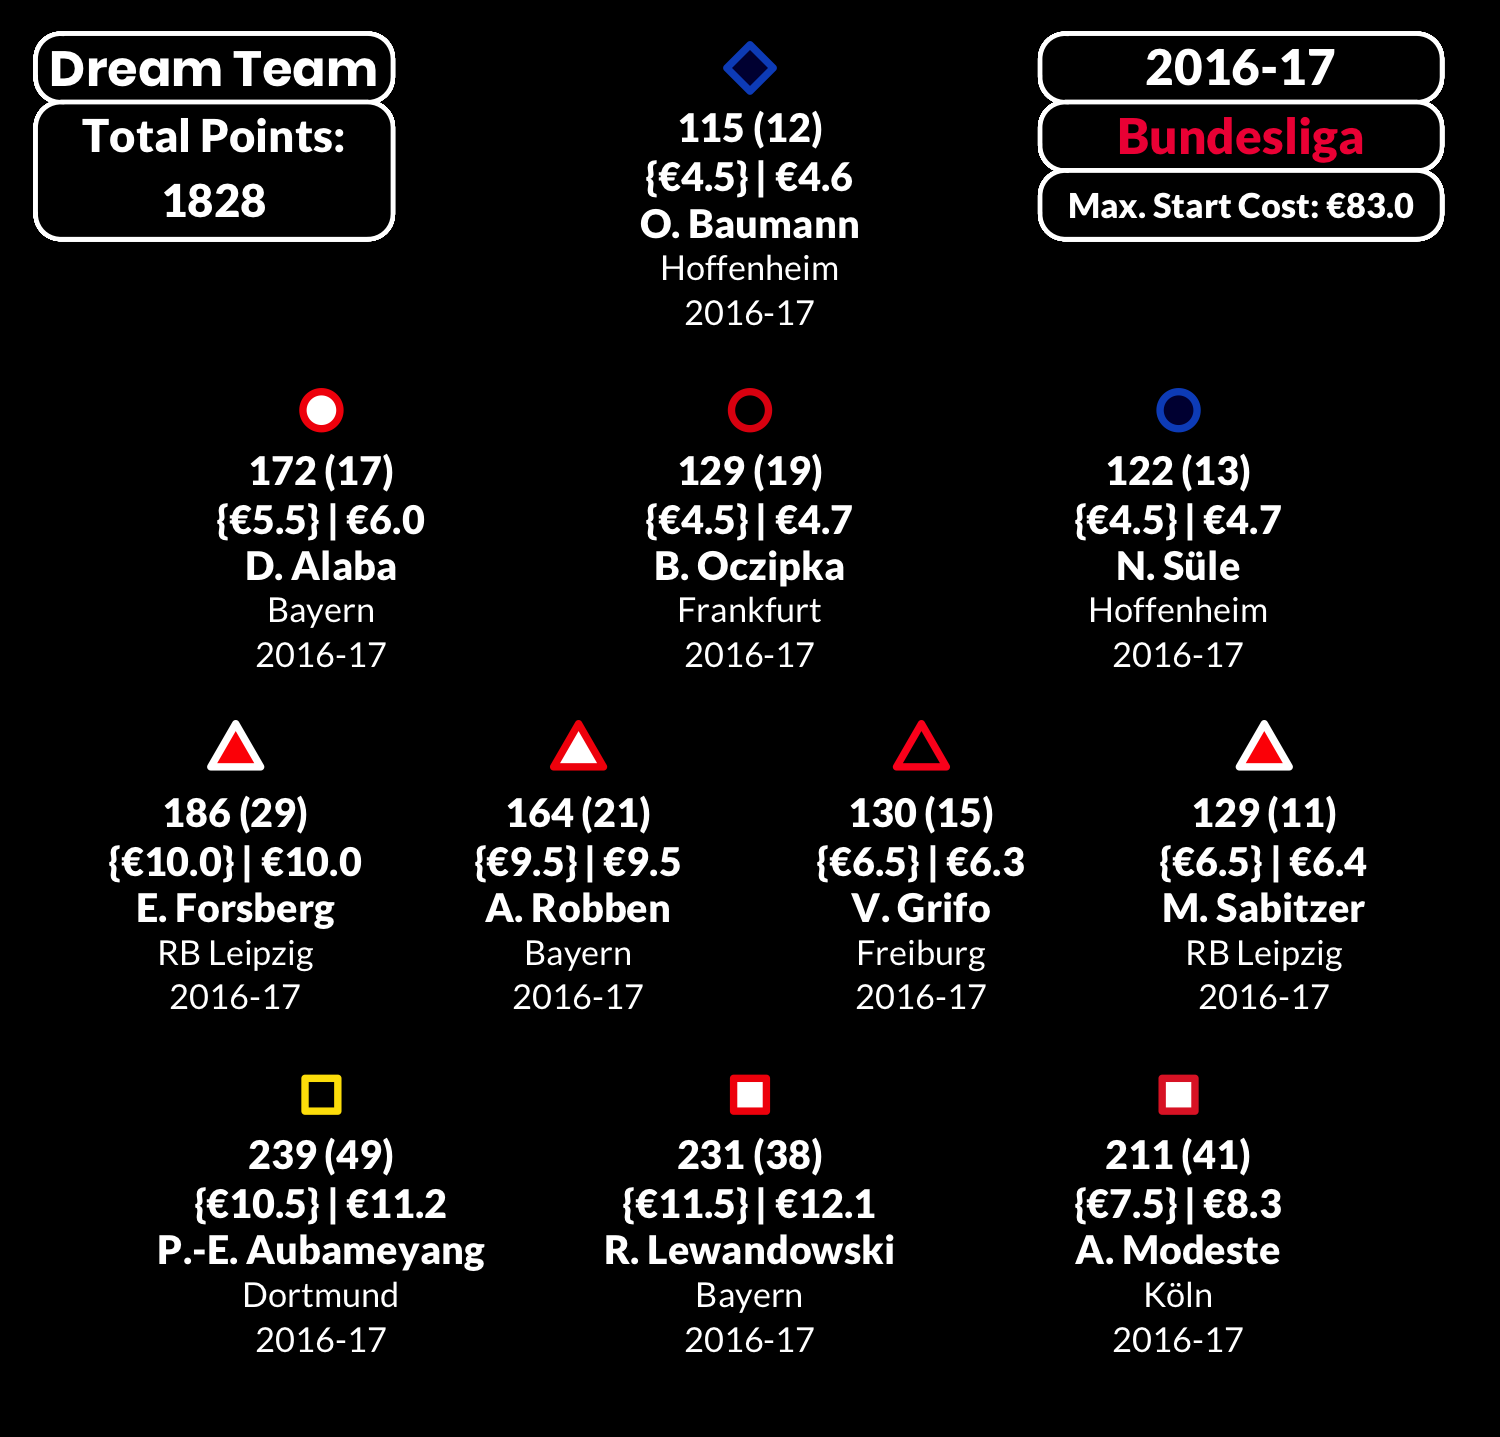 Dream Team
Total Points:
1828
2016-17
Bundesliga
Max. Start Cost: €83.0
115 (12)
{€4.5} | €4.6
O. Baumann
Hoffenheim
2016-17
172 (17)
{€5.5} | €6.0
D. Alaba
Bayern
2016-17
129 (19)
{€4.5} | €4.7
B. Oczipka
Frankfurt
2016-17
122 (13)
{€4.5} | €4.7
N. Süle
Hoffenheim
2016-17
186 (29)
{€10.0} | €10.0
E. Forsberg
RB Leipzig
2016-17
164 (21)
{€9.5} | €9.5
A. Robben
Bayern
2016-17
130 (15)
{€6.5} | €6.3
V. Grifo
Freiburg
2016-17
129 (11)
{€6.5} | €6.4
M. Sabitzer
RB Leipzig
2016-17
239 (49)
{€10.5} | €11.2
P.-E. Aubameyang
Dortmund
2016-17
231 (38)
{€11.5} | €12.1
R. Lewandowski
Bayern
2016-17
211 (41)
{€7.5} | €8.3
A. Modeste
Köln
2016-17